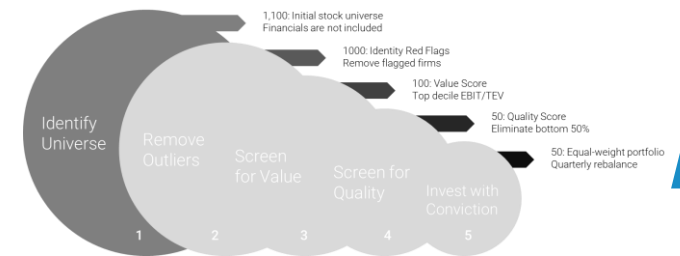 1,100: Initial stock universe
Financials are not included
1000: Identity Red Flags
Remove flagged firms
100: Value Score
Top decile EBIT/TEV
50: Quality Score
Eliminate bottom 50%
50: Equal-weight portfolio
Quarterly rebalance
Identify
Universe
Remove
Outliers
Screen
for Value
Screen for
Quality
Invest with
Conviction
1
2
3
4
5